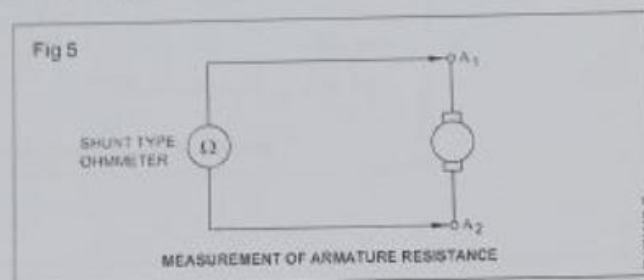 Fig 5
A1
SHUNT TYPE
OHMMETER
Ω
A2
MEASUREMENT OF ARMATURE RESISTANCE